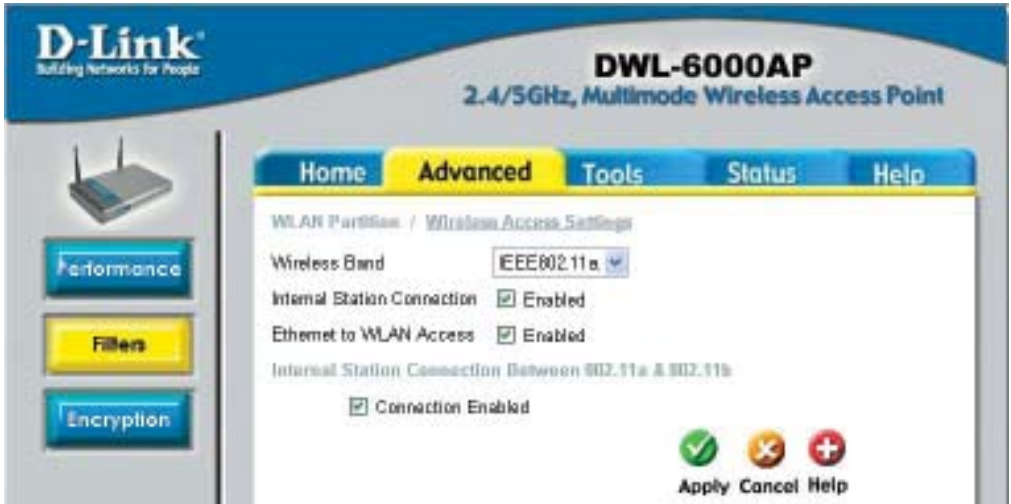 D-Link
Building Networks for People
DWL-6000AP
2.4/5GHz, Multimode Wireless Access Point
Home Advanced Tools Status Help
WLAN Partition / Wireless Access Settings
Performance
Wireless Band IEEE802.11a
Internal Station Connection Enabled
Filters
Ethernet to WLAN Access Enabled
Internal Station Connection Between 802.11a & 802.11b
Encryption
Connection Enabled
Apply Cancel Help